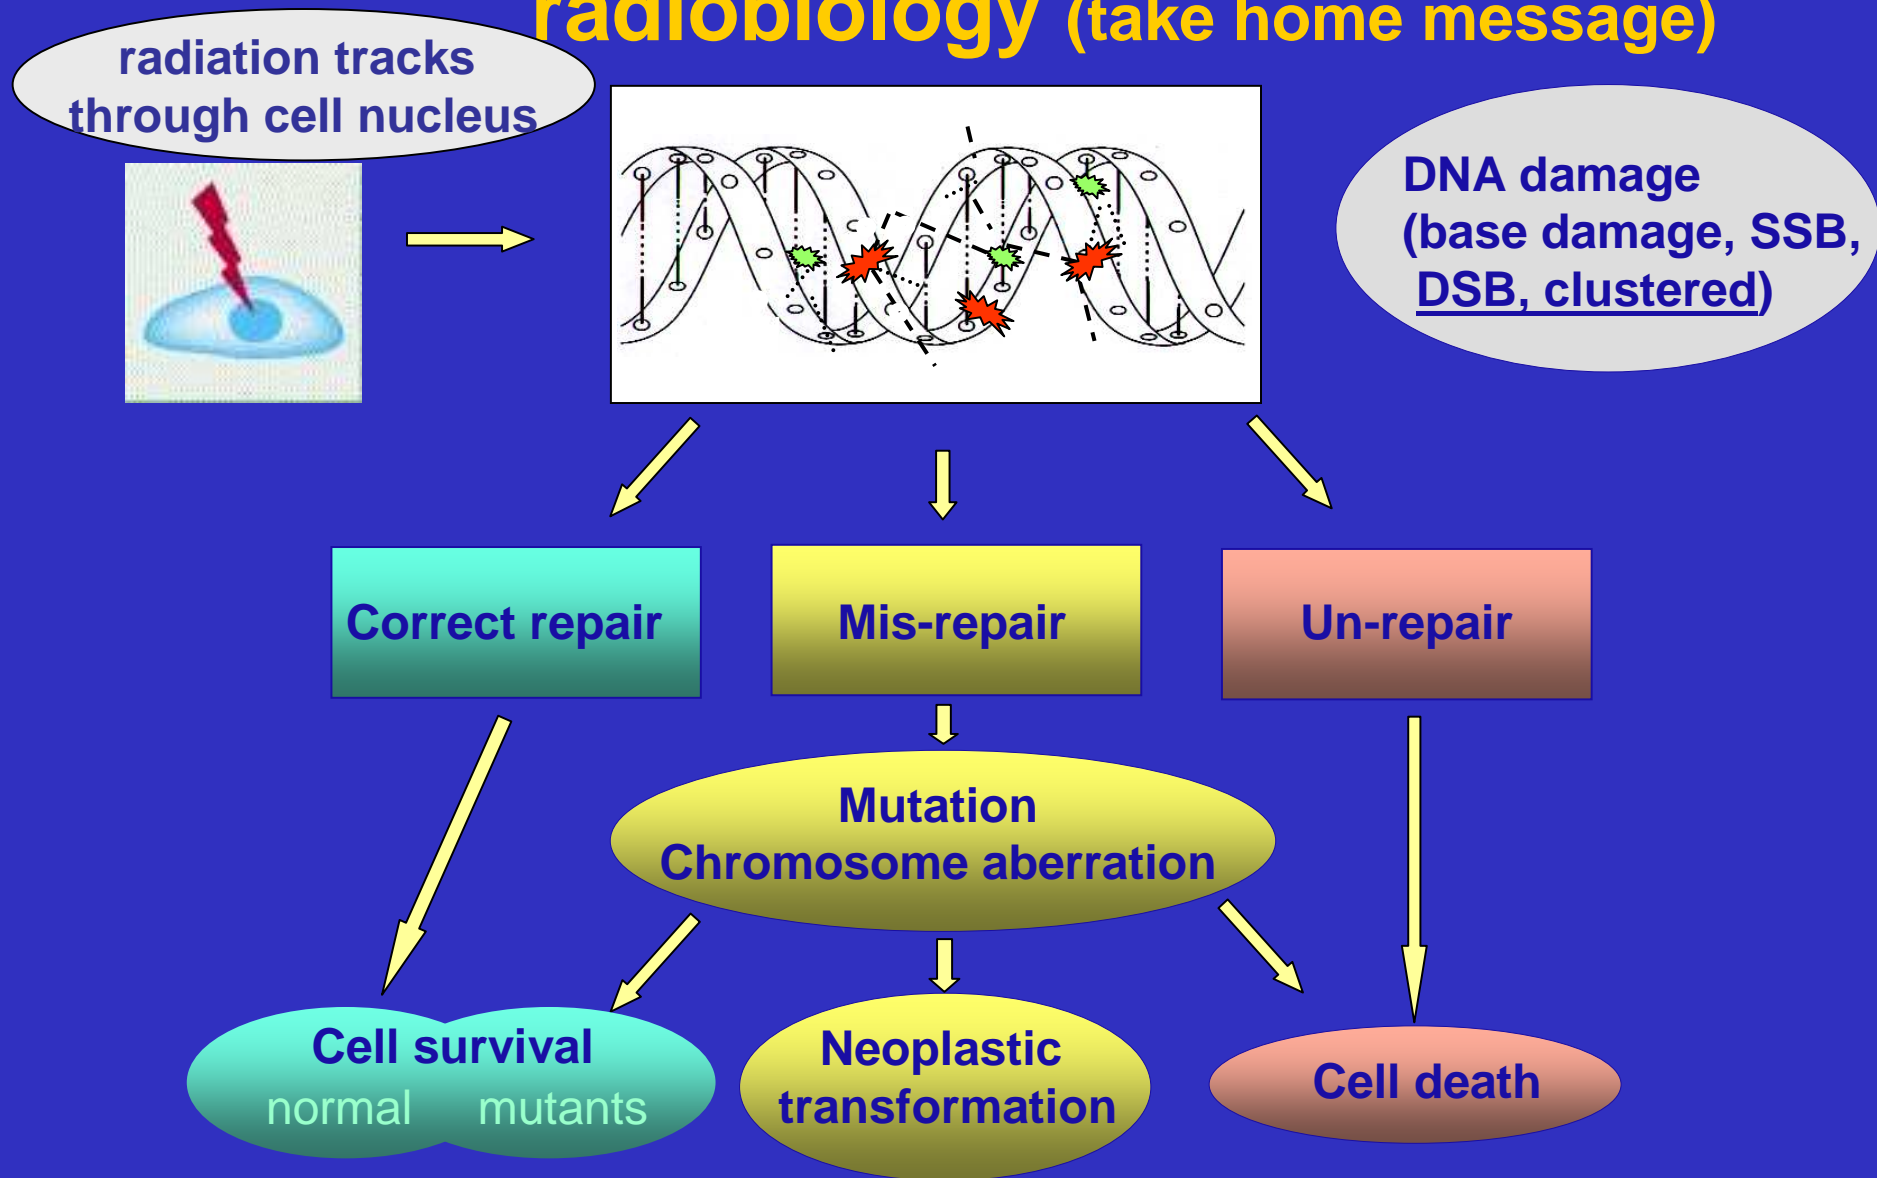 radiobiology (take home message)
radiation tracks
through cell nucleus
DNA damage
(base damage, SSB,
DSB, clustered)
Correct repair
Mis-repair
Un-repair
Mutation
Chromosome aberration
Cell survival
normal mutants
Neoplastic
transformation
Cell death